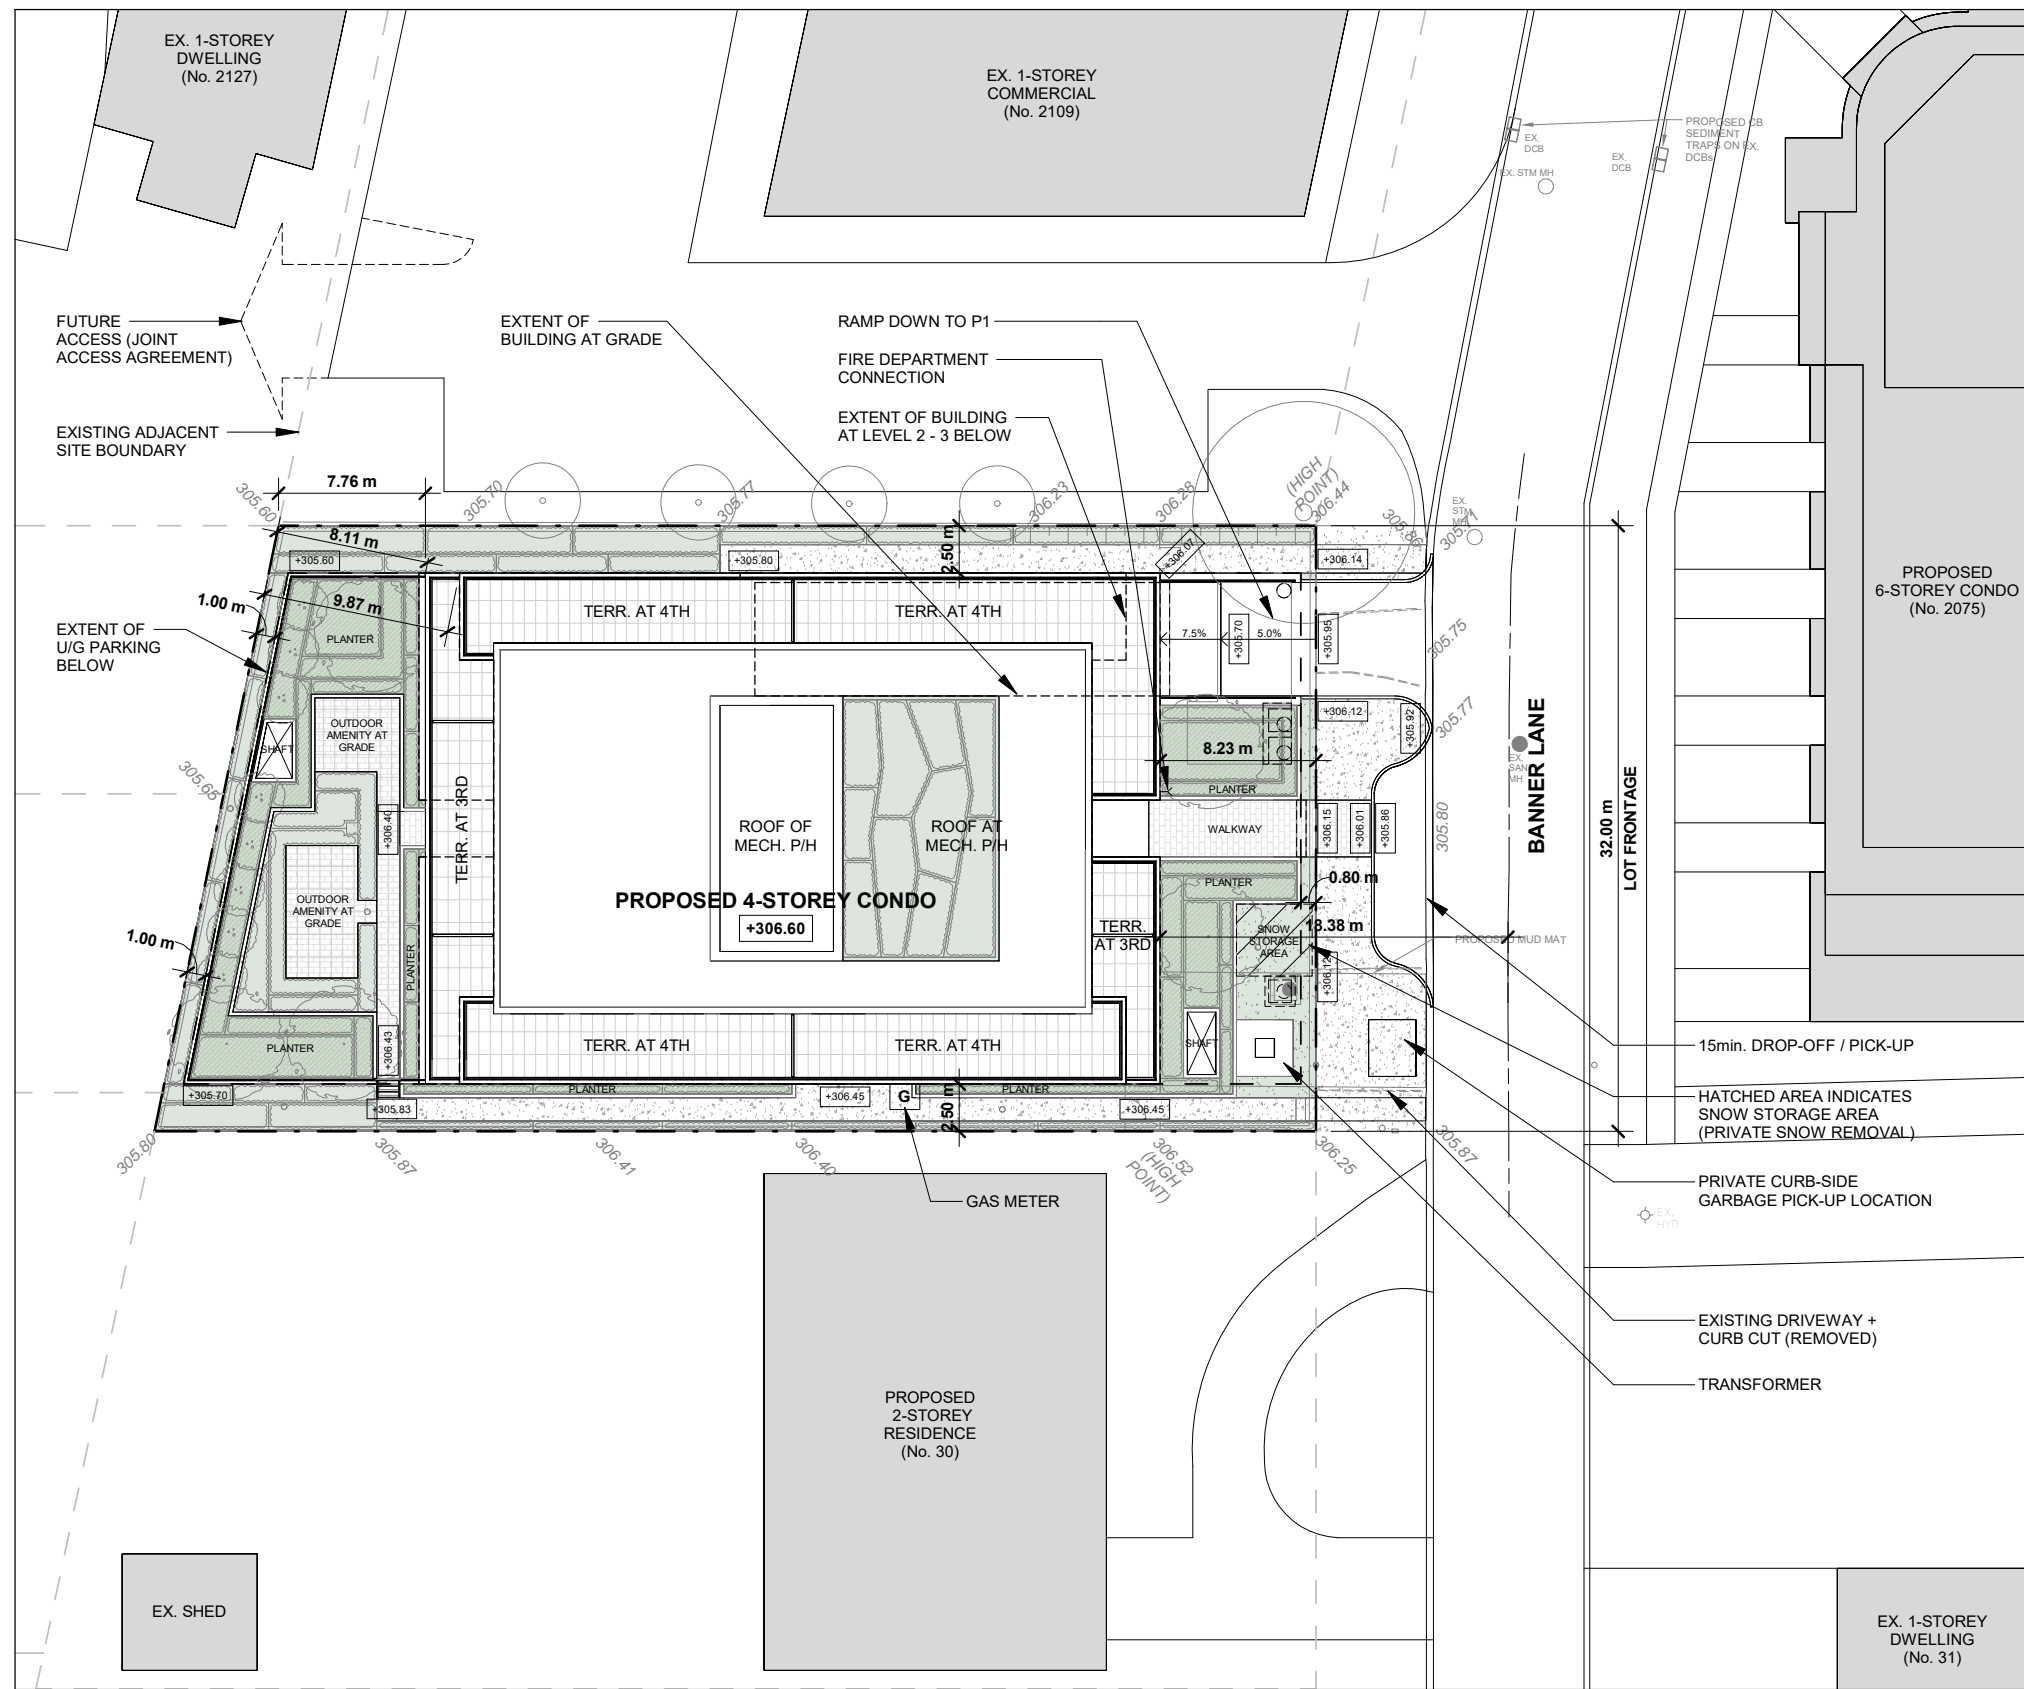 EX. 1-STOREY
DWELLING
(No. 2127)
EX. 1-STOREY
COMMERCIAL
(No. 2109)
PROPOSED CB
SEDIMENT
TRAPS ON EX.
DCBs
EX.
DCB
EX.
DCB
EX. STM MH
FUTURE
ACCESS (JOINT
ACCESS AGREEMENT)
EXTENT OF
BUILDING AT GRADE
RAMP DOWN TO P1
FIRE DEPARTMENT
CONNECTION
EXTENT OF BUILDING
AT LEVEL 2 - 3 BELOW
EXISTING ADJACENT
SITE BOUNDARY
7.76 m
305.60
305.70
305.77
306.23
306.28
(HIGH
POINT)
306.44
305.86
305.71
EX.
STM
MH
8.11 m
+305.60
+305.80
2.50 m
+306.07
+306.14
PROPOSED
6-STOREY CONDO
(No. 2075)
1.00 m
9.87 m
TERR. AT 4TH
TERR. AT 4TH
EXTENT OF
U/G PARKING
BELOW
PLANTER
7.5%
+305.70
5.0%
+305.95
305.75
OUTDOOR
AMENITY AT
GRADE
SHAFT
305.65
+306.12
+305.92
305.77
8.23 m
EX.
SAN
MH
BANNER LANE
PLANTER
TERR. AT 3RD
+306.40
ROOF OF
MECH. P/H
ROOF AT
MECH. P/H
WALKWAY
+306.15
+306.01
+305.86
305.80
32.00 m
LOT FRONTAGE
PROPOSED 4-STOREY CONDO
+306.60
PLANTER
0.80 m
OUTDOOR
AMENITY AT
GRADE
1.00 m
PLANTER
TERR.
AT 3RD
SNOW
STORAGE
AREA
13.38 m
PROPOSED MUD MAT
+306.12
+306.43
PLANTER
TERR. AT 4TH
TERR. AT 4TH
SHAFT
15min. DROP-OFF / PICK-UP
PLANTER
PLANTER
+305.70
+305.83
+306.45
G
2.50 m
+306.45
HATCHED AREA INDICATES
SNOW STORAGE AREA
(PRIVATE SNOW REMOVAL)
305.80
305.87
306.41
306.40
306.52
(HIGH
POINT)
306.25
305.87
PRIVATE CURB-SIDE
GARBAGE PICK-UP LOCATION
GAS METER
EX.
HYD
EXISTING DRIVEWAY +
CURB CUT (REMOVED)
TRANSFORMER
PROPOSED
2-STOREY
RESIDENCE
(No. 30)
EX. SHED
EX. 1-STOREY
DWELLING
(No. 31)